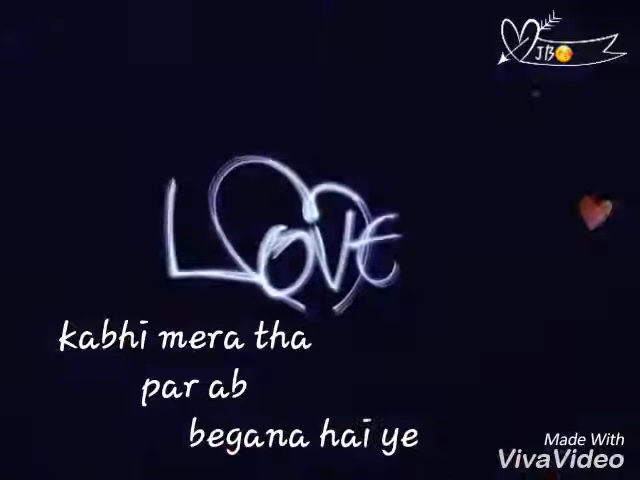 JB😘
LOVE
kabhi mera tha
par ab
begana hai ye
Made With
VivaVideo